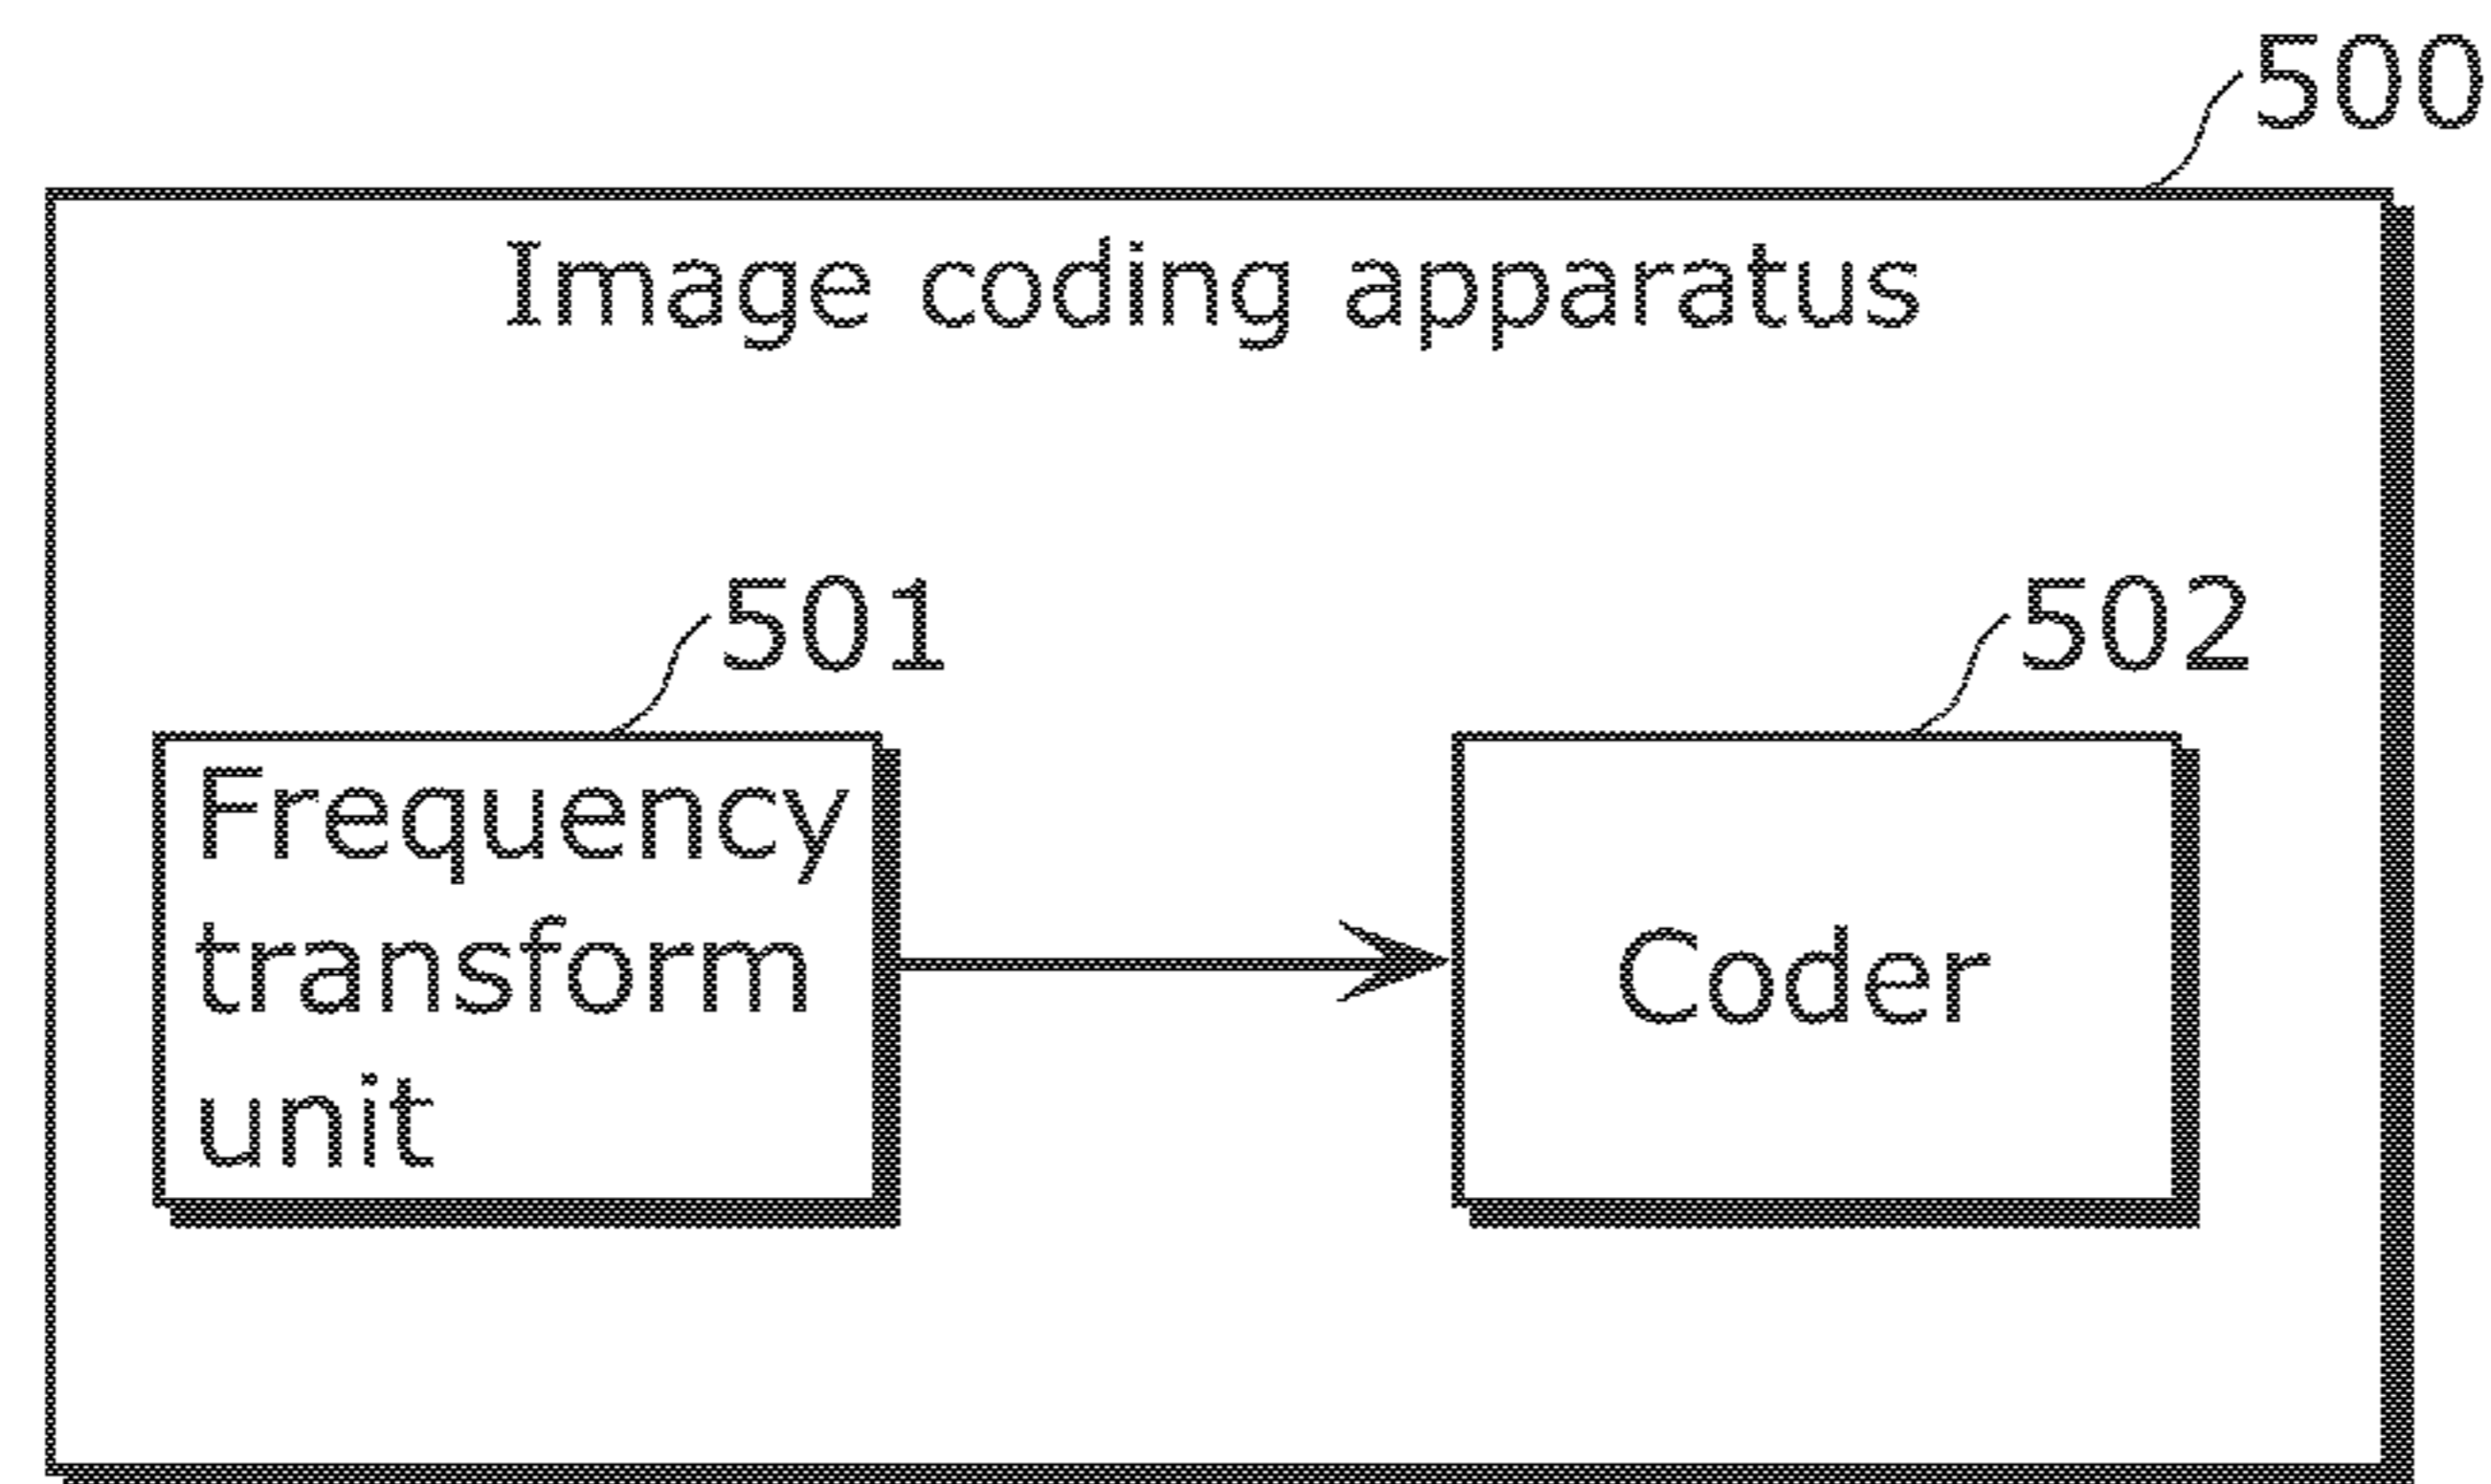 500
Image coding apparatus
501
502
Frequency
transform
unit
Coder